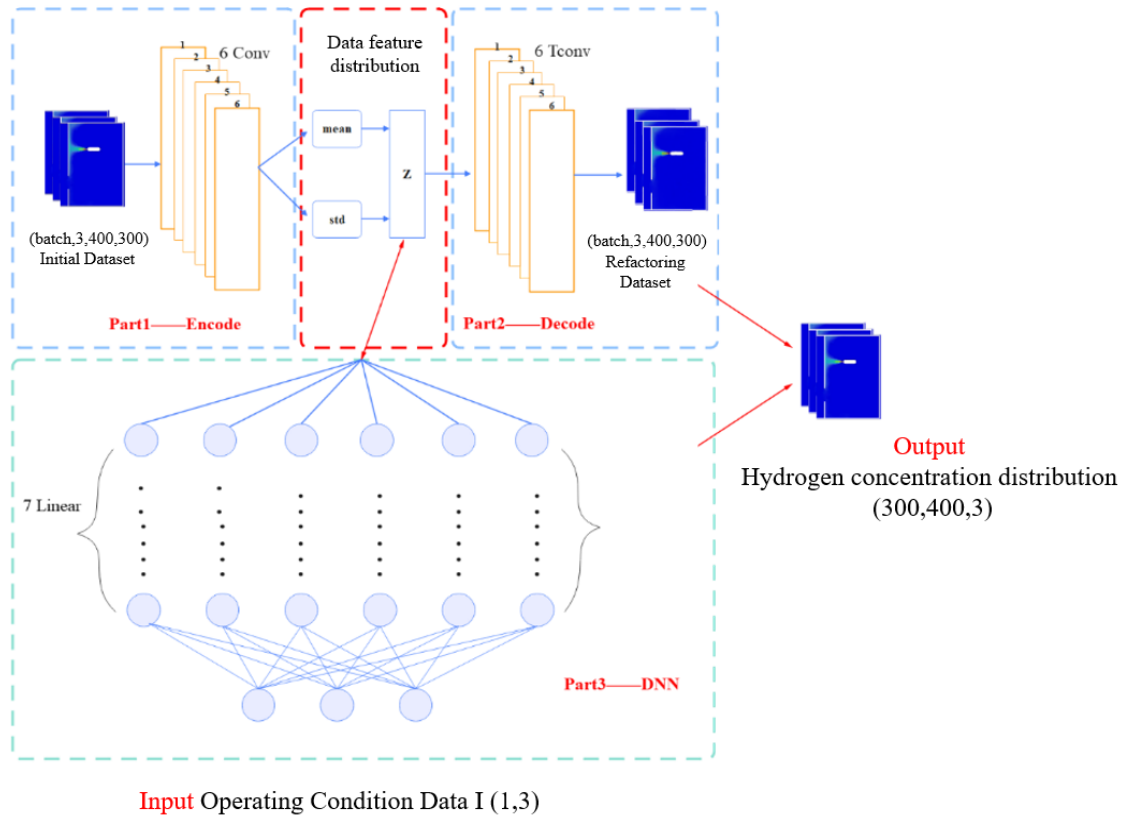 1
2
3
4
5
6
6 Conv
(batch,3,400,300)
Initial Dataset
Part1——Encode
Data feature
distribution
mean
std
Z
1
2
3
4
5
6
6 Tconv
(batch,3,400,300)
Refactoring
Dataset
Part2——Decode
7 Linear
Part3——DNN
Output
Hydrogen concentration distribution
(300,400,3)
Input Operating Condition Data I (1,3)